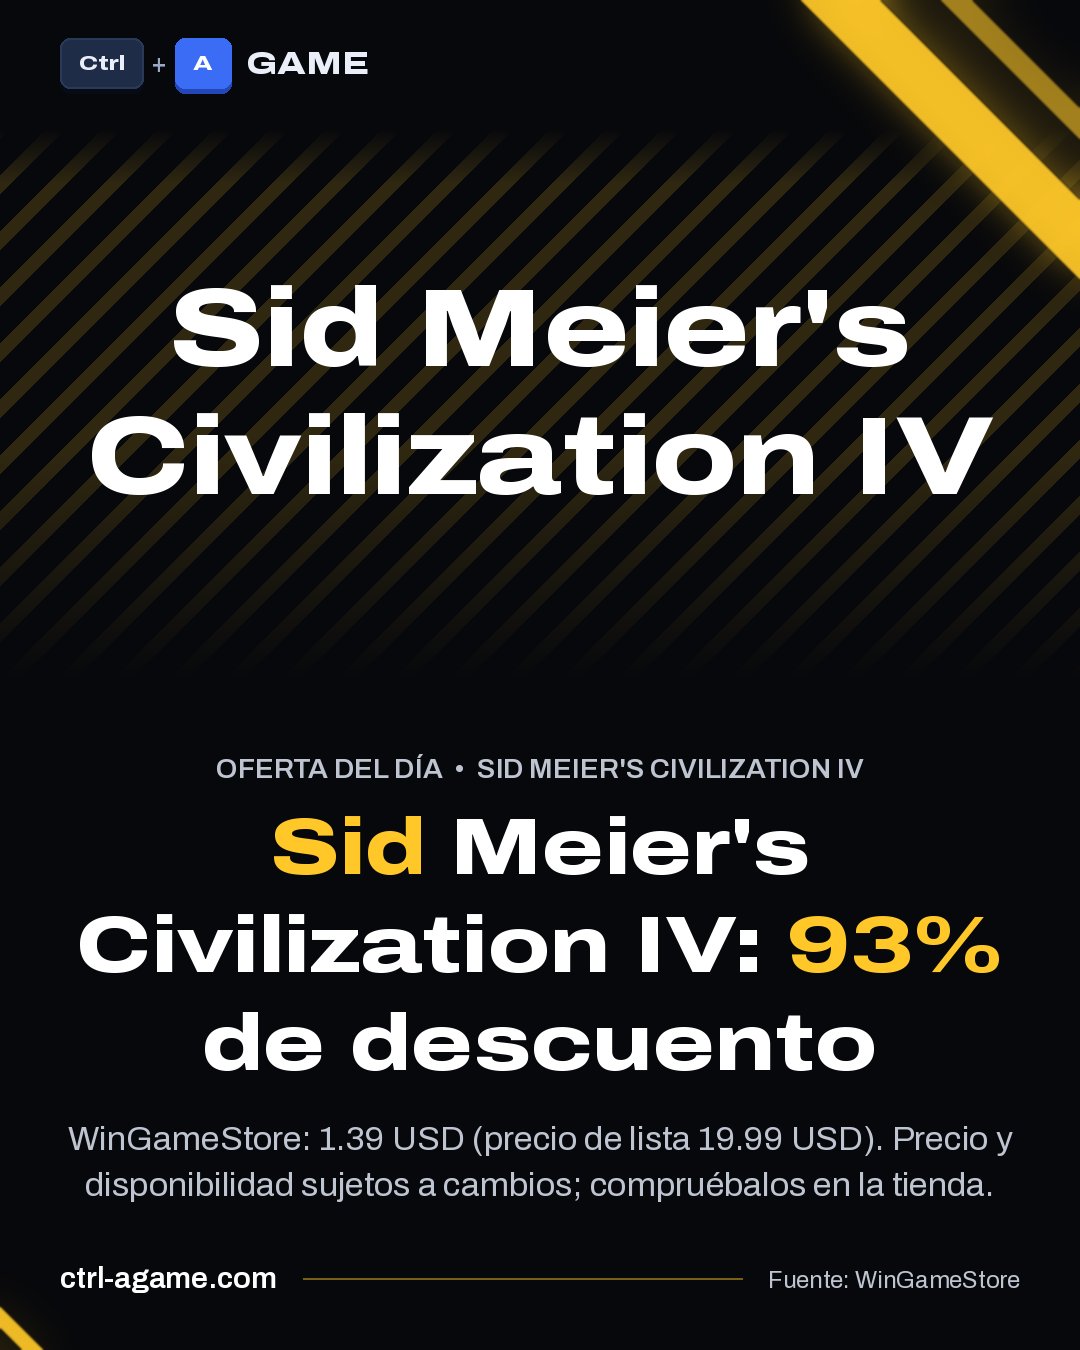 Ctrl + A GAME
Sid Meier's
Civilization IV
OFERTA DEL DÍA • SID MEIER'S CIVILIZATION IV
Sid Meier's
Civilization IV: 93%
de descuento
WinGameStore: 1.39 USD (precio de lista 19.99 USD). Precio y
disponibilidad sujetos a cambios; compruébalos en la tienda.
ctrl-agame.com
Fuente: WinGameStore